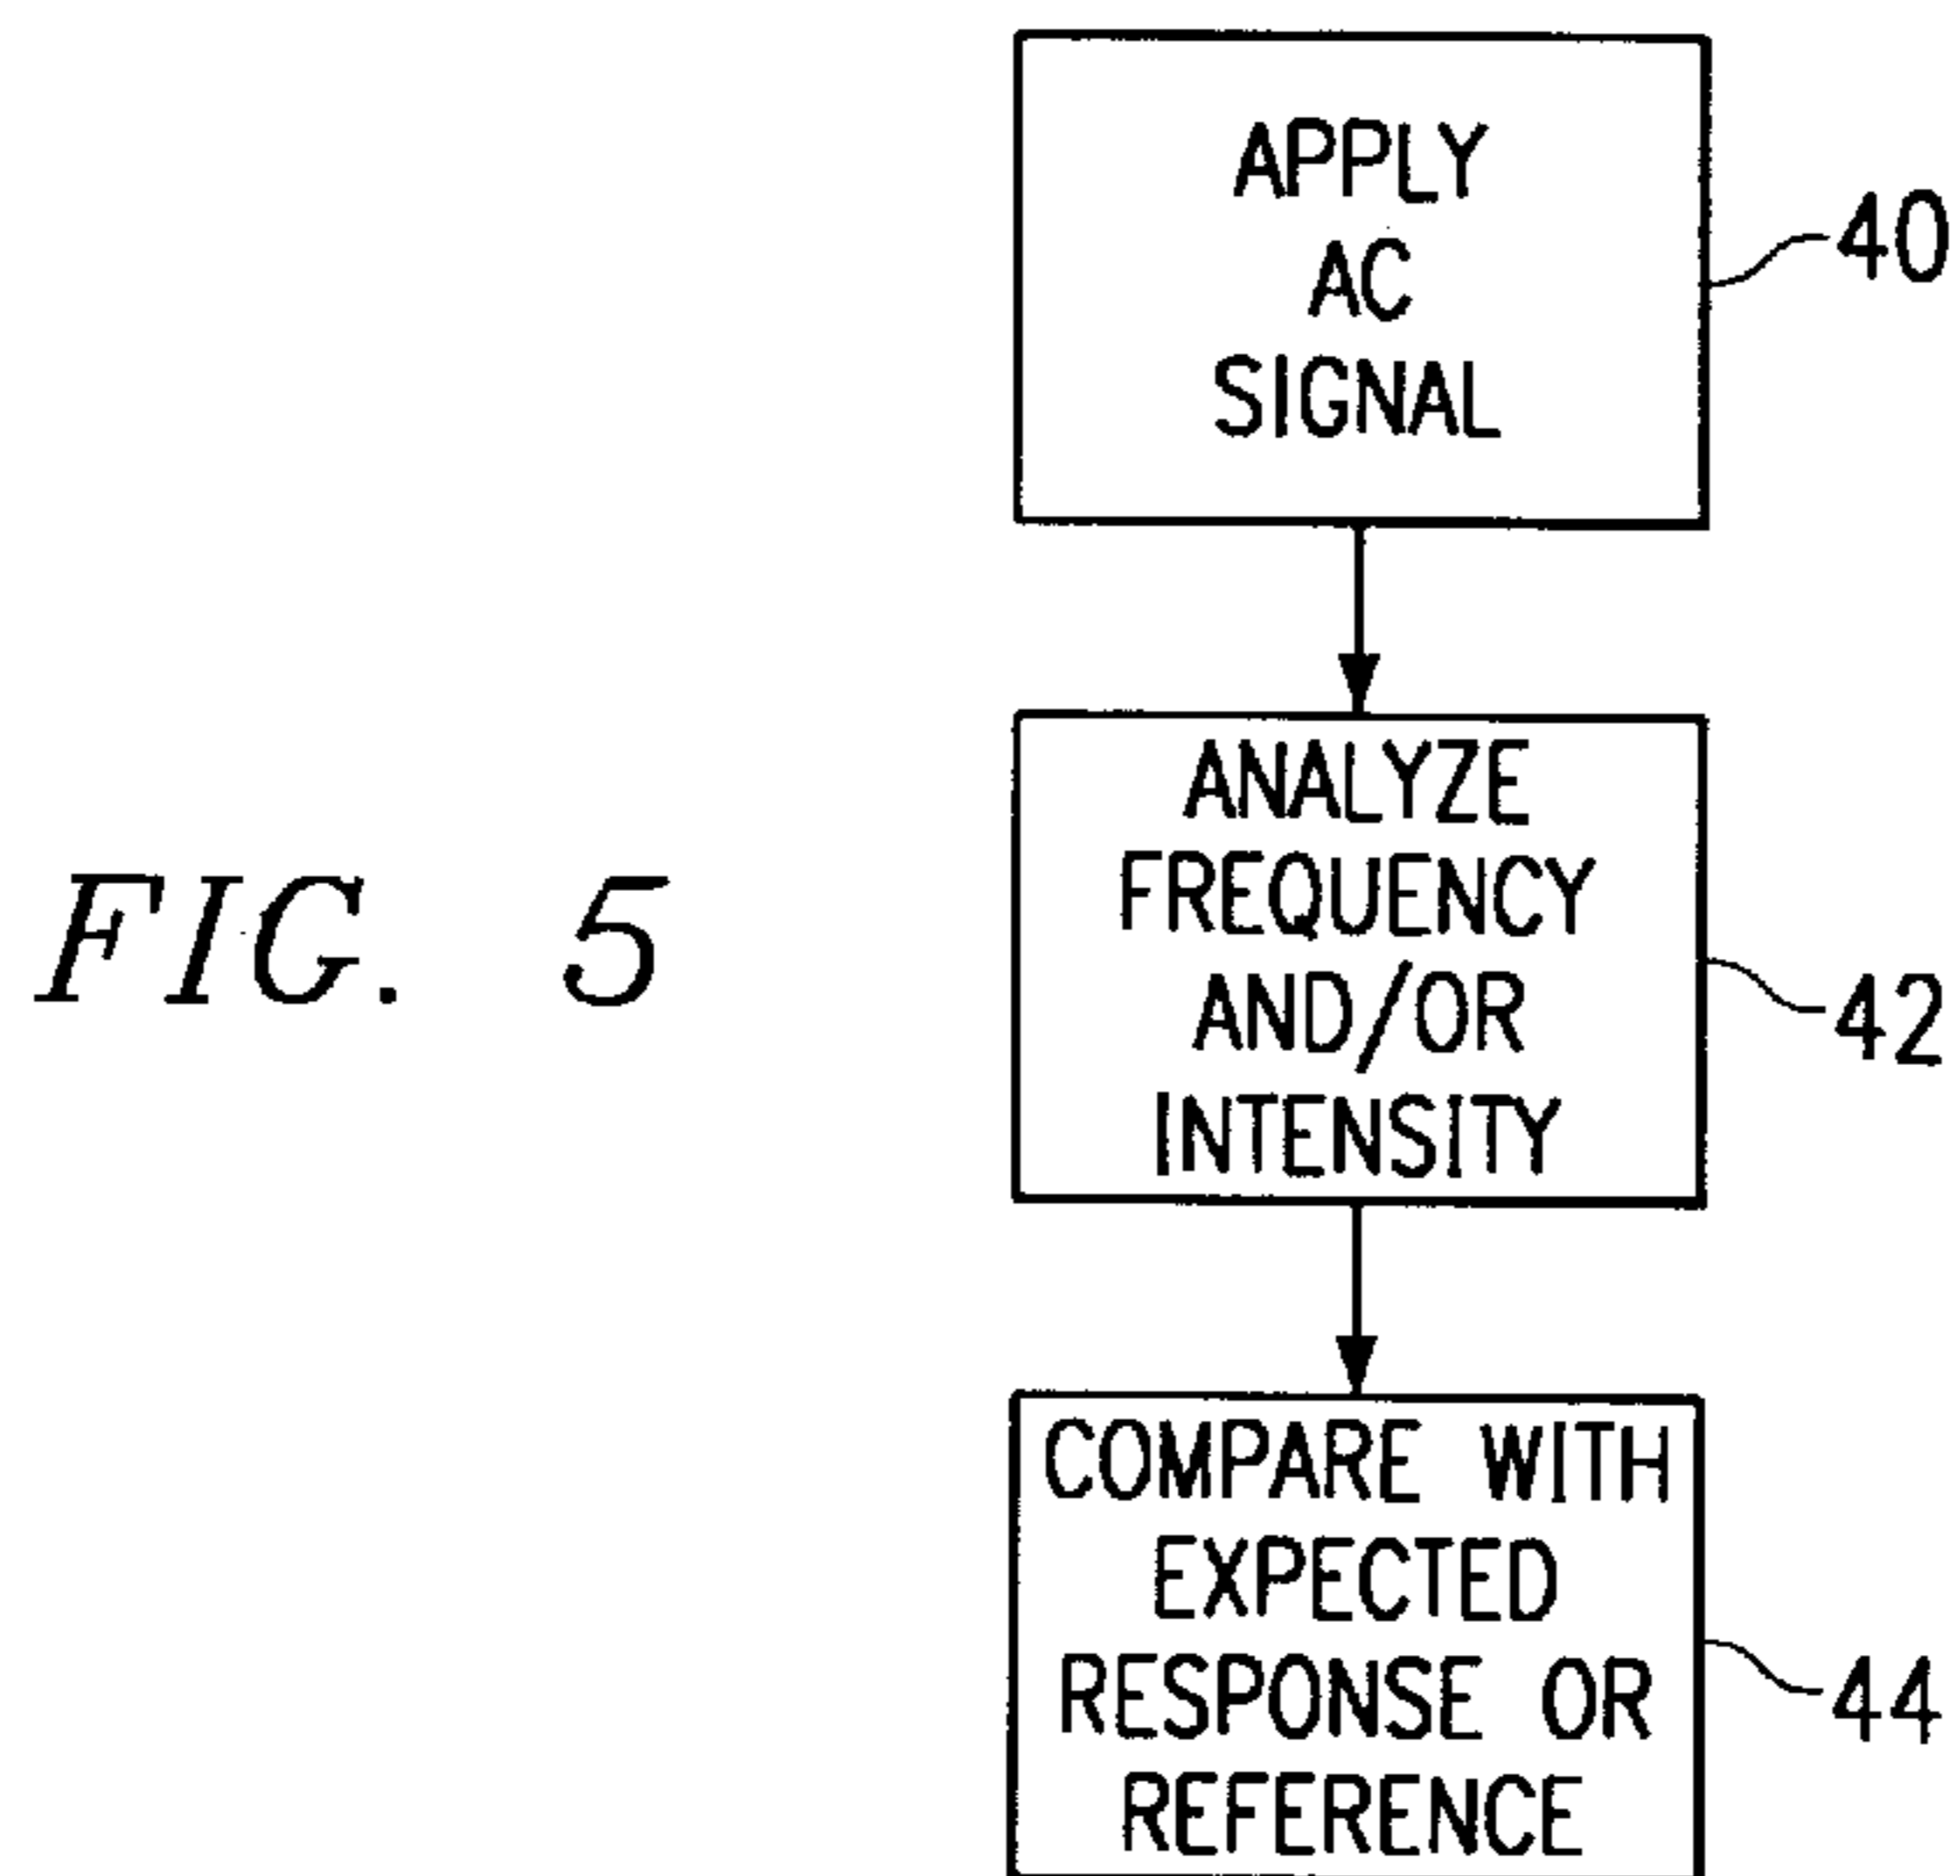 APPLY
AC
SIGNAL
40
ANALYZE
FREQUENCY
AND/OR
INTENSITY
42
FIG. 5
COMPARE WITH
EXPECTED
RESPONSE OR
REFERENCE
44